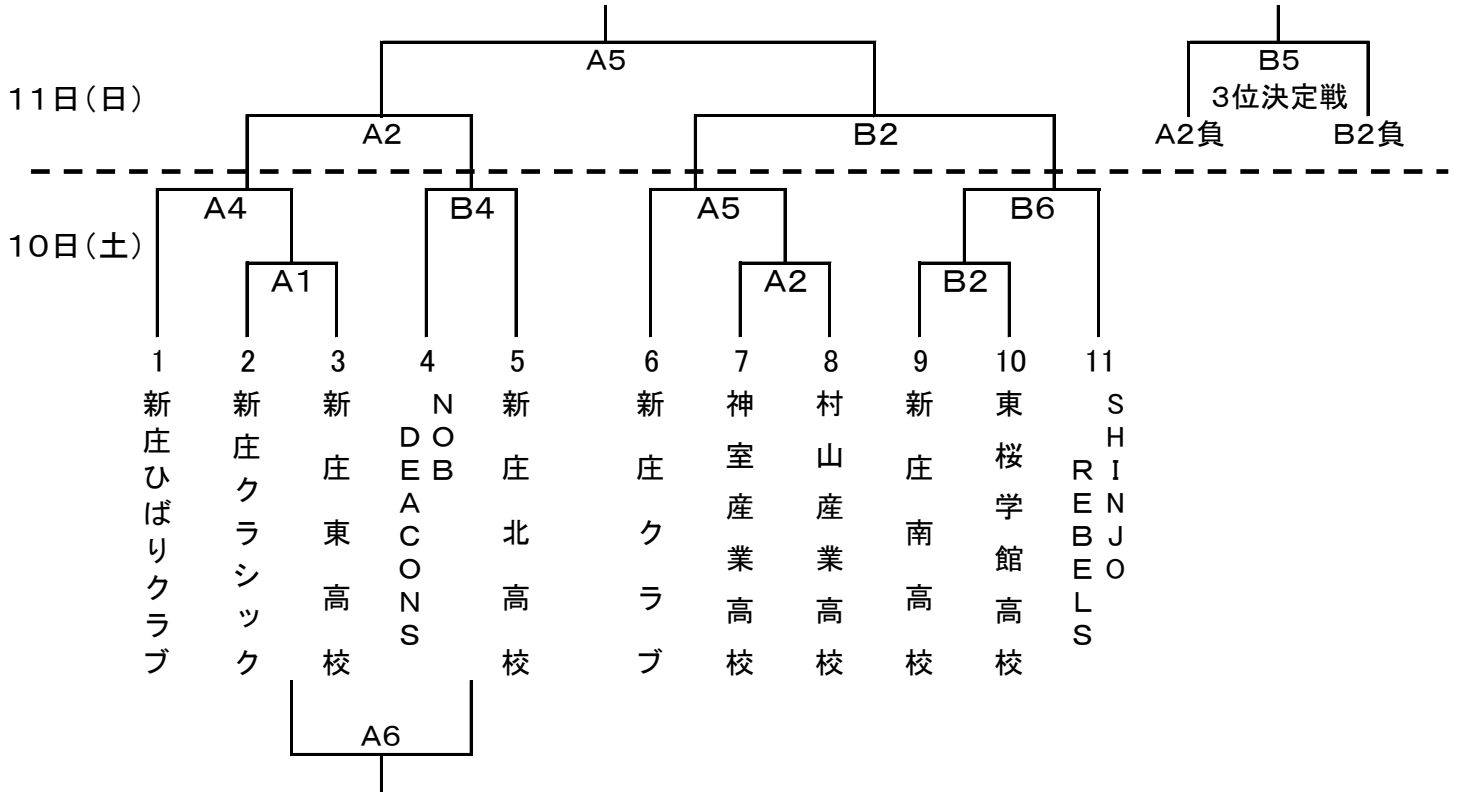 A5
B5
11日(日)
3位決定戦
A2
B2
A2負
B2負
A4
B4
A5
B6
10日(土)
A1
A2
B2
1
2
3
4
5
6
7
8
9
10
11
新庄ひばりクラブ
新庄クラシック
新庄東高校
NOB
DEACONS
新庄北高校
新庄クラブ
神室産業高校
村山産業高校
新庄南高校
東桜学館高校
SHINJO
REBELS
A6